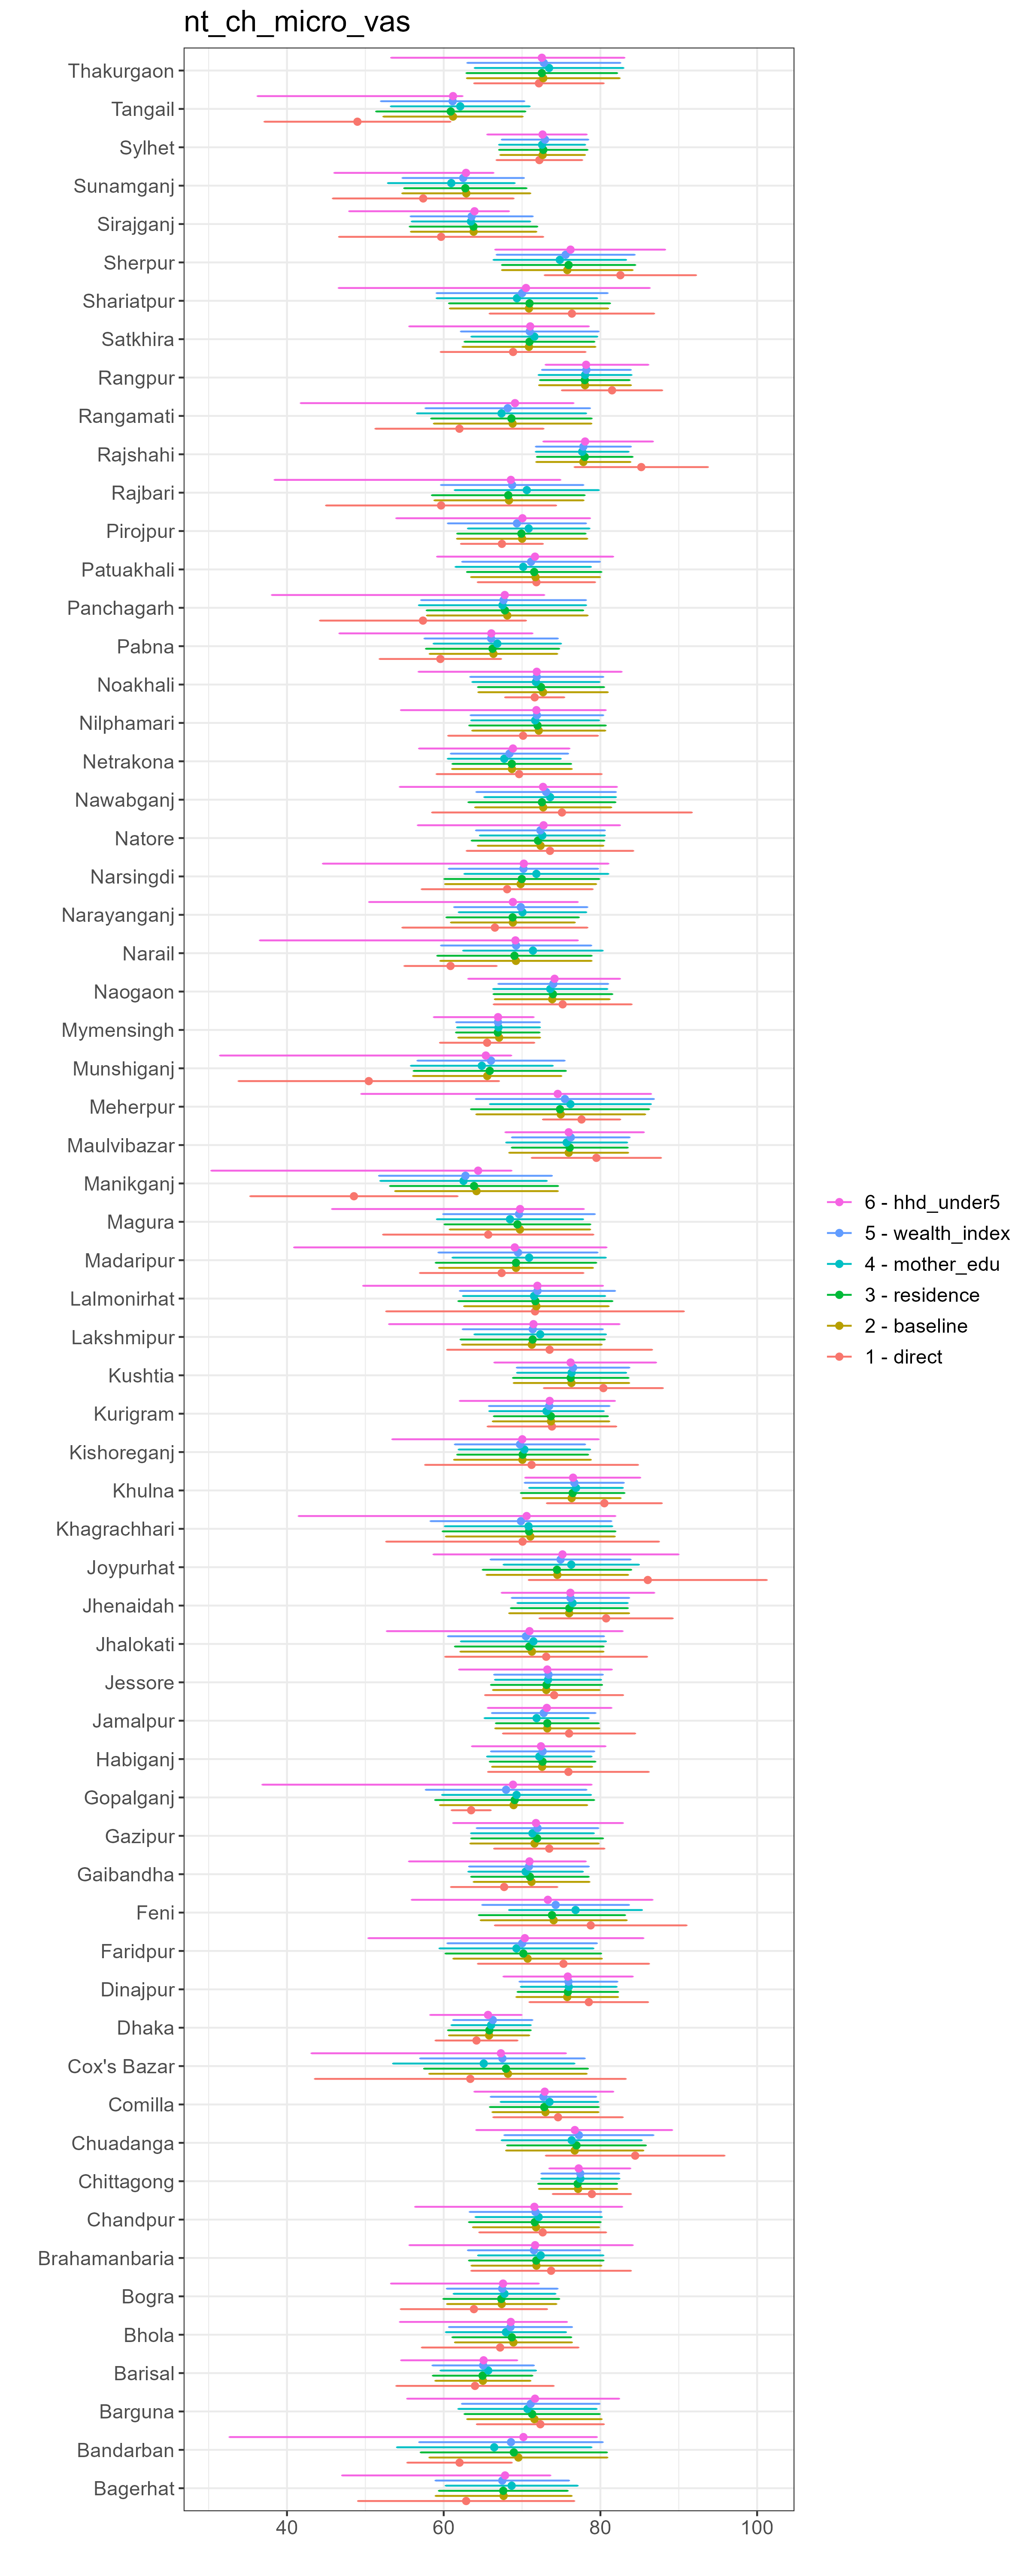 nt_ch_micro_vas
Thakurgaon
Tangail
Sylhet
Sunamganj
Sirajganj
Sherpur
Shariatpur
Satkhira
Rangpur
Rangamati
Rajshahi
Rajbari
Pirojpur
Patuakhali
Panchagarh
Pabna
Noakhali
Nilphamari
Netrakona
Nawabganj
Natore
Narsingdi
Narayanganj
Narail
Naogaon
Mymensingh
Munshiganj
Meherpur
Maulvibazar
Manikganj
Magura
Madaripur
Lalmonirhat
Lakshmipur
Kushtia
Kurigram
Kishoreganj
Khulna
Khagrachhari
Joypurhat
Jhenaidah
Jhalokati
Jessore
Jamalpur
Habiganj
Gopalganj
Gazipur
Gaibandha
Feni
Faridpur
Dinajpur
Dhaka
Cox's Bazar
Comilla
Chuadanga
Chittagong
Chandpur
Brahamanbaria
Bogra
Bhola
Barisal
Barguna
Bandarban
Bagerhat
40 60 80 100
6 - hhd_under5
5 - wealth_index
4 - mother_edu
3 - residence
2 - baseline
1 - direct